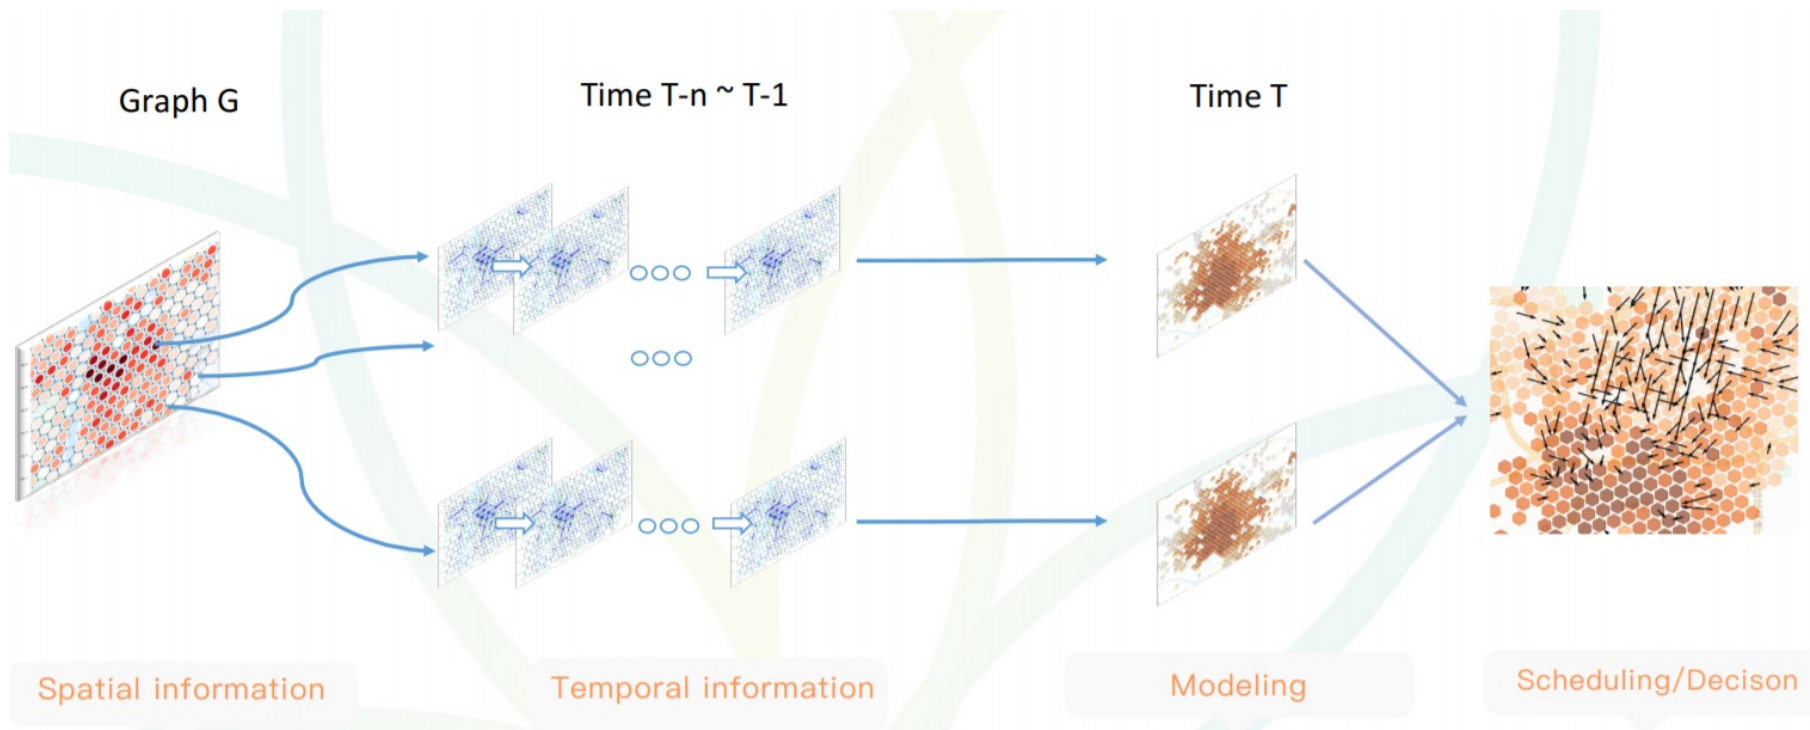 Graph G
Time T-n ~ T-1
Time T
Spatial information
Temporal information
Modeling
Scheduling/Decison